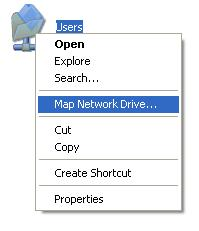 Users
Open
Explore
Search...
Map Network Drive...
Cut
Copy
Create Shortcut
Properties